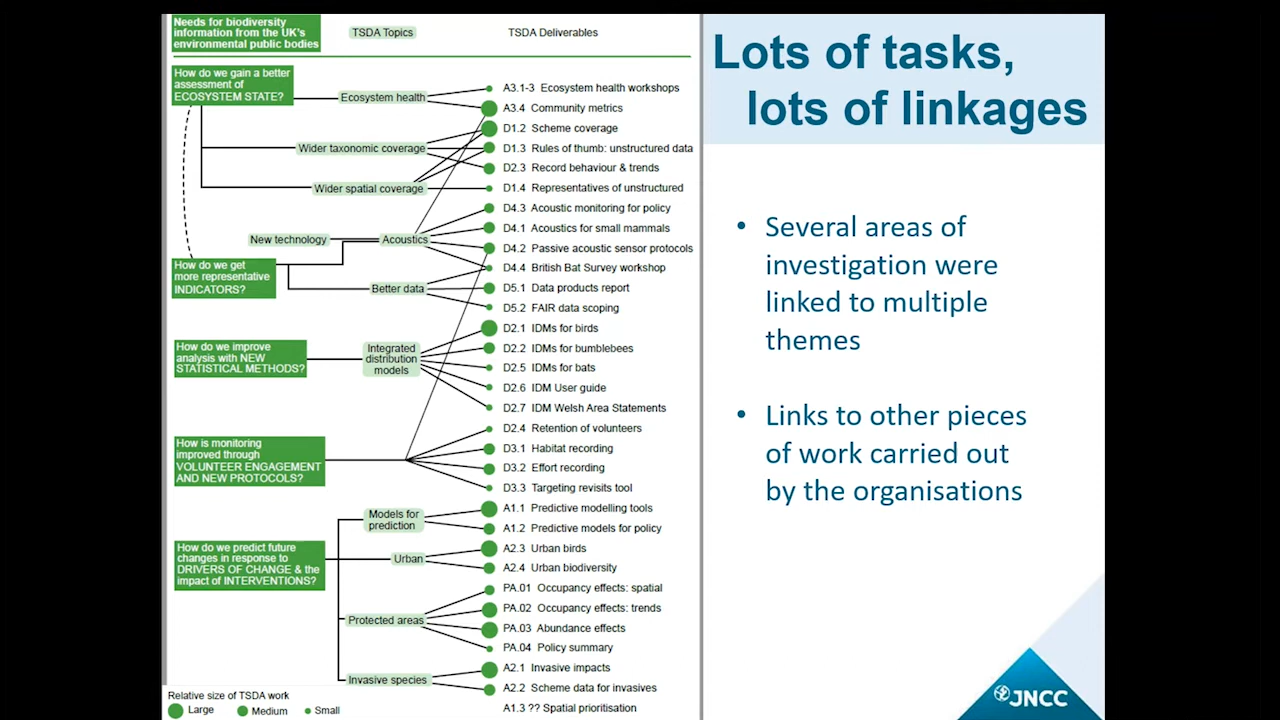 Needs for biodiversity
information from the UK's
environmental public bodies
TSDA Topics
TSDA Deliverables
How do we gain a better
assessment of
ECOSYSTEM STATE?
Ecosystem health
Wider taxonomic coverage
Wider spatial coverage
New technology
Acoustics
How do we get
more representative
INDICATORS?
Better data
How do we improve
analysis with NEW
STATISTICAL METHODS?
Integrated
distribution
models
How is monitoring
improved through
VOLUNTEER ENGAGEMENT
AND NEW PROTOCOLS?
How do we predict future
changes in response to
DRIVERS OF CHANGE & the
impact of INTERVENTIONS?
Models for
prediction
Urban
Protected areas
Invasive species
A3.1-3 Ecosystem health workshops
A3.4 Community metrics
D1.2 Scheme coverage
D1.3 Rules of thumb: unstructured data
D2.3 Record behaviour & trends
D1.4 Representatives of unstructured
D4.3 Acoustic monitoring for policy
D4.1 Acoustics for small mammals
D4.2 Passive acoustic sensor protocols
D4.4 British Bat Survey workshop
D5.1 Data products report
D5.2 FAIR data scoping
D2.1 IDMs for birds
D2.2 IDMs for bumblebees
D2.5 IDMs for bats
D2.6 IDM User guide
D2.7 IDM Welsh Area Statements
D2.4 Retention of volunteers
D3.1 Habitat recording
D3.2 Effort recording
D3.3 Targeting revisits tool
A1.1 Predictive modelling tools
A1.2 Predictive models for policy
A2.3 Urban birds
A2.4 Urban biodiversity
PA.01 Occupancy effects: spatial
PA.02 Occupancy effects: trends
PA.03 Abundance effects
PA.04 Policy summary
A2.1 Invasive impacts
A2.2 Scheme data for invasives
A1.3 ?? Spatial prioritisation
Relative size of TSDA work
Large Medium Small
Lots of tasks,
lots of linkages
• Several areas of
investigation were
linked to multiple
themes
• Links to other pieces
of work carried out
by the organisations
JNCC